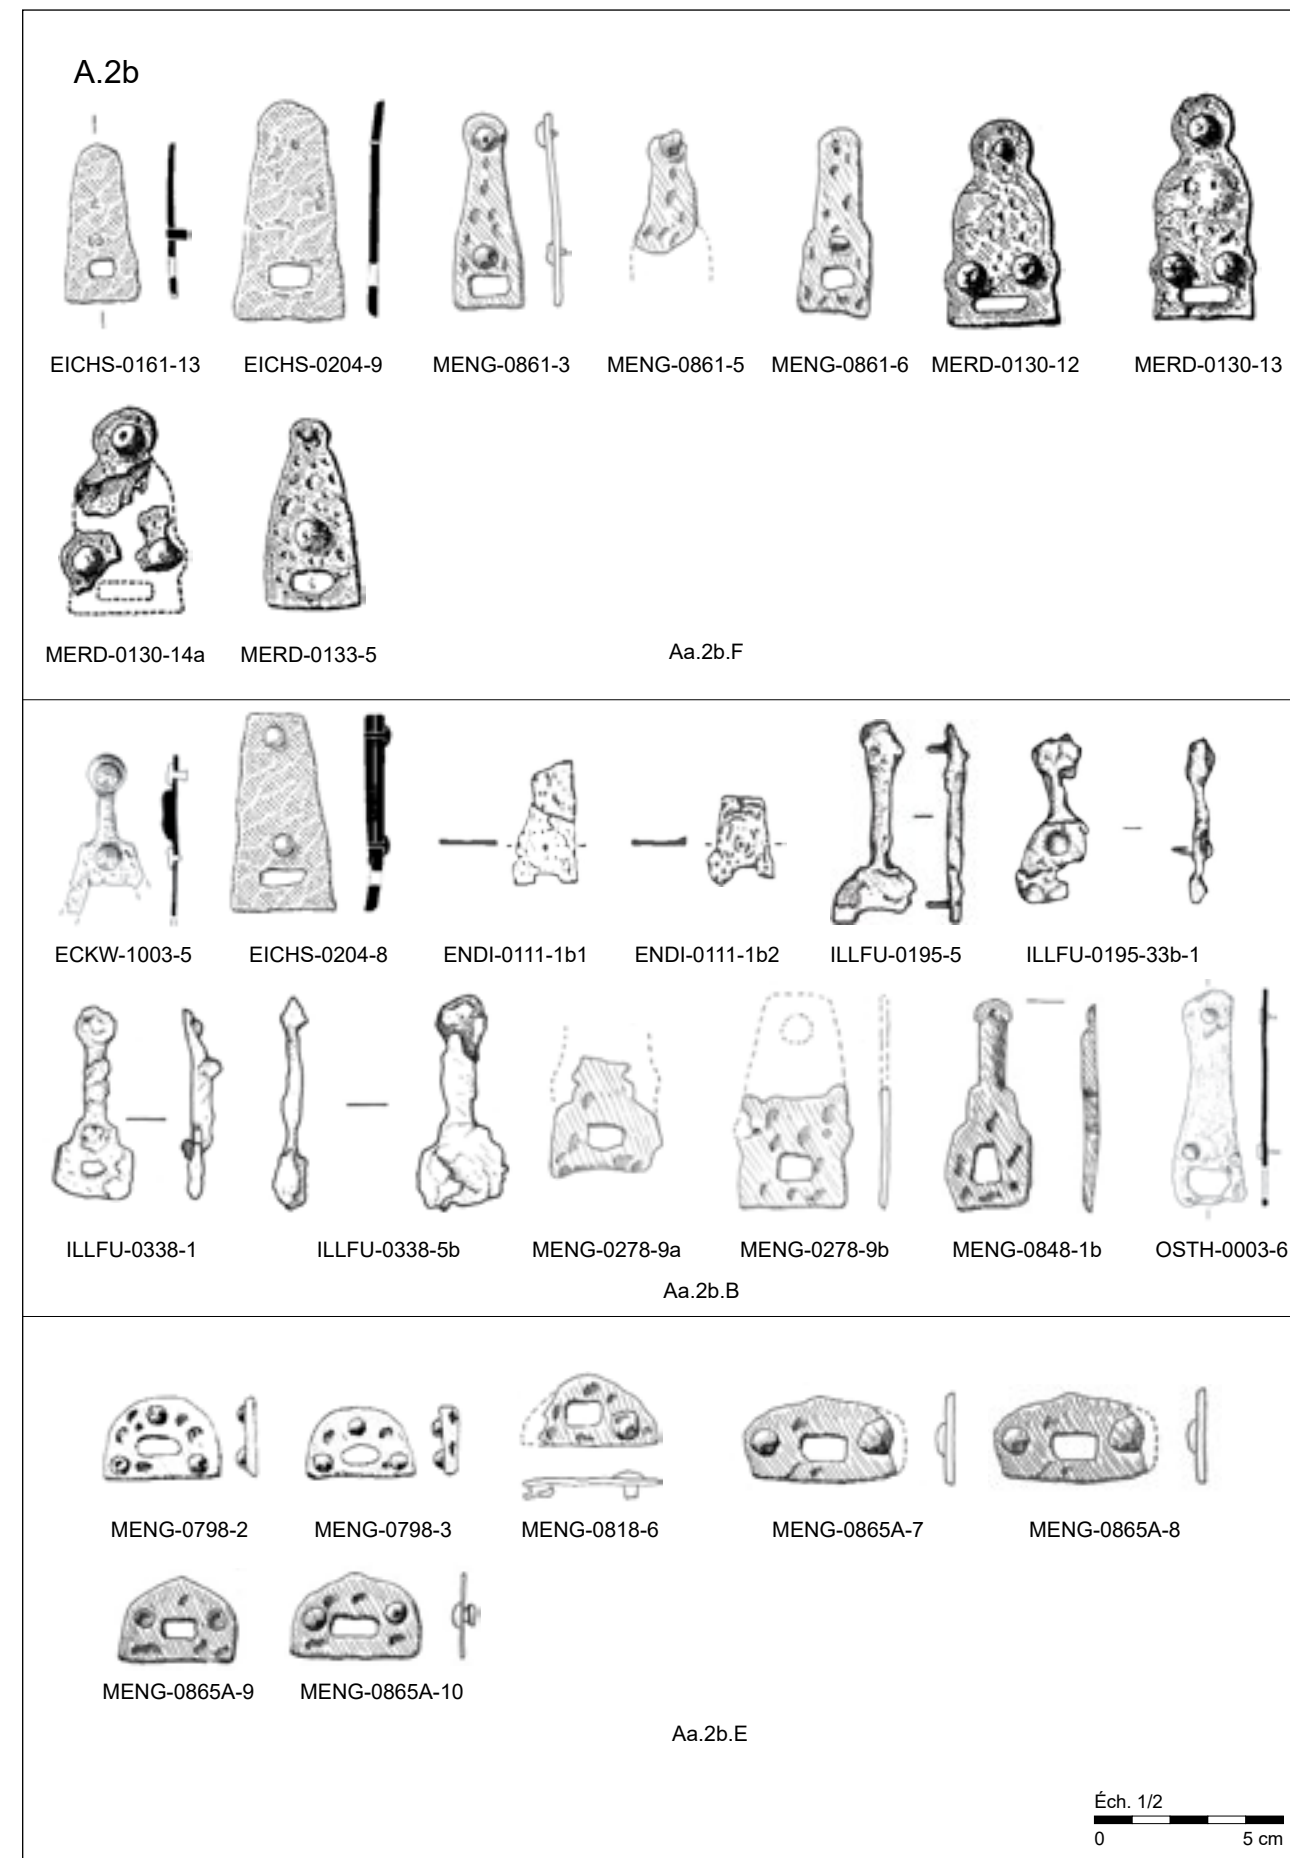 A.2b
EICHS-0161-13 EICHS-0204-9 MENG-0861-3 MENG-0861-5 MENG-0861-6 MERD-0130-12 MERD-0130-13
MERD-0130-14a MERD-0133-5
Aa.2b.F
ECKW-1003-5 EICHS-0204-8 ENDI-0111-1b1 ENDI-0111-1b2 ILLFU-0195-5 ILLFU-0195-33b-1
ILLFU-0338-1 ILLFU-0338-5b MENG-0278-9a MENG-0278-9b MENG-0848-1b OSTH-0003-6
Aa.2b.B
MENG-0798-2 MENG-0798-3 MENG-0818-6 MENG-0865A-7 MENG-0865A-8
MENG-0865A-9 MENG-0865A-10
Aa.2b.E
Éch. 1/2
0 5 cm